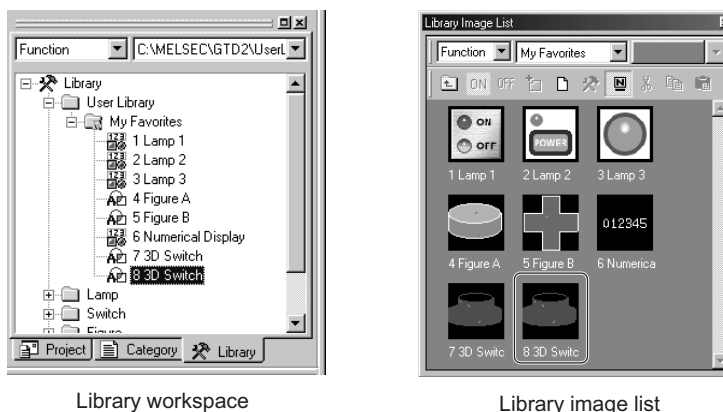 Function
C:\MELSEC\GTD2\UserL
Library
User Library
My Favorites
1 Lamp 1
2 Lamp 2
3 Lamp 3
4 Figure A
5 Figure B
6 Numerical Display
7 3D Switch
8 3D Switch
Lamp
Switch
Figure
Project
Category
Library
Library workspace
Library Image List
Function
My Favorites
ON OFF
ON
OFF
POWER
1 Lamp 1
2 Lamp 2
3 Lamp 3
012345
4 Figure A
5 Figure B
6 Numerica
7 3D Switc
8 3D Switc
Library image list